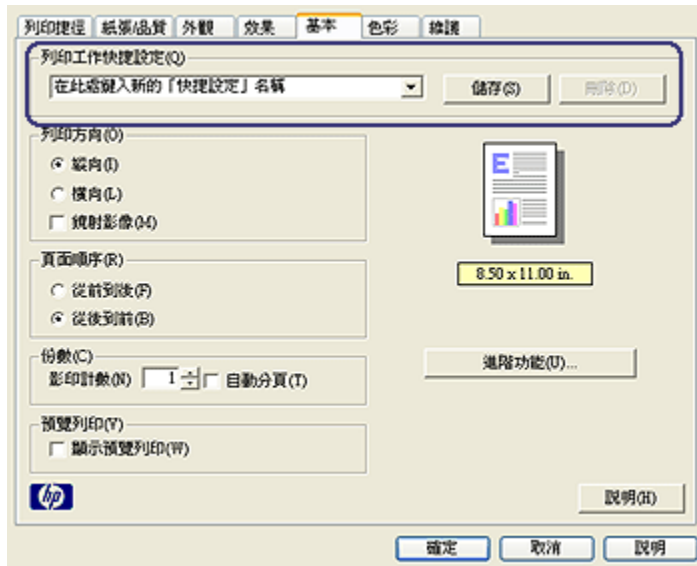 列印捷徑 紙張/品質 外觀 效果 基本 色彩 維護
列印工作快捷設定(Q)
在此處鍵入新的「快捷設定」名稱 儲存(S) 刪除(D)
列印方向(O)
縱向(I)
橫向(L)
鏡射影像(M)
E
頁面順序(R)
8.50 x 11.00 in.
從前到後(F)
從後到前(B)
份數(C)
影印計數(N) 1 自動分頁(T)
進階功能(U)...
預覽列印(Y)
顯示預覽列印(W)
hp 說明(H)
確定 取消 說明